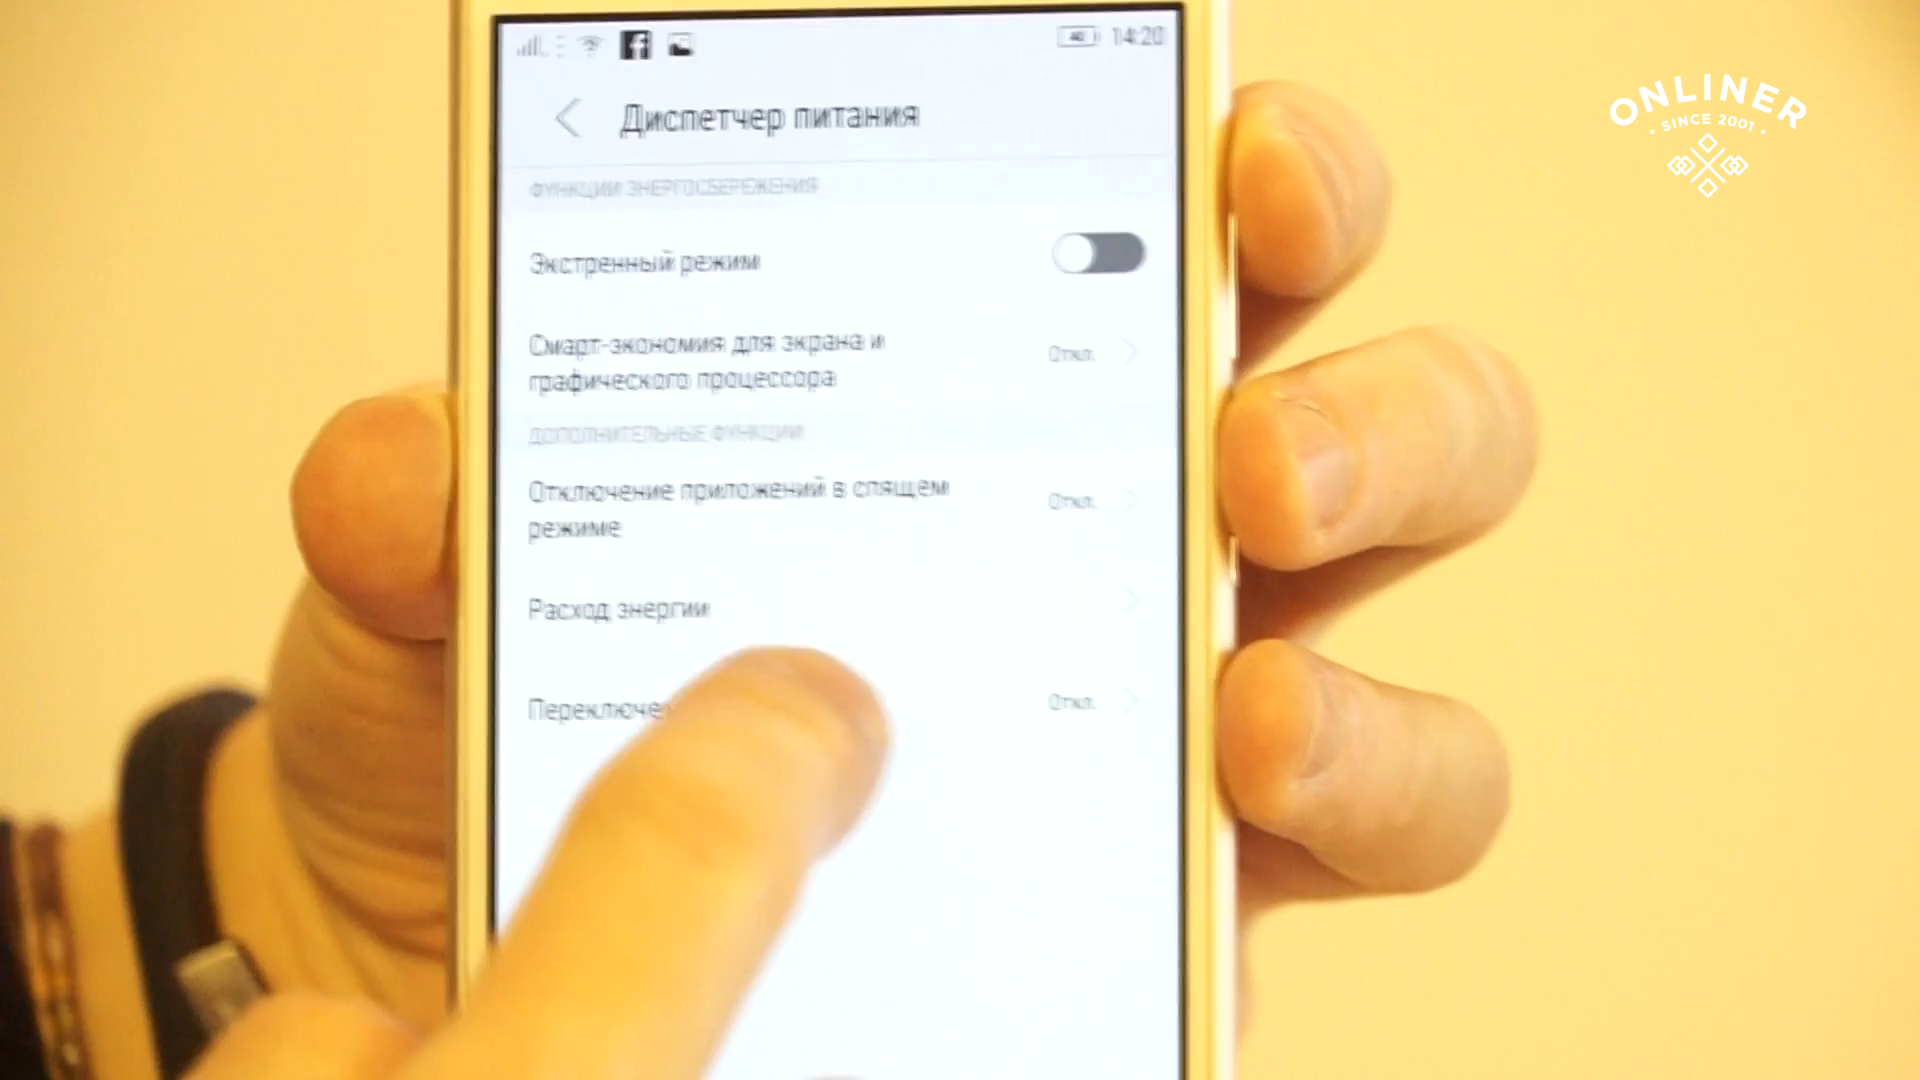 14:20
Диспетчер питания
ФУНКЦИИ ЭНЕРГОСБЕРЕЖЕНИЯ
Экстренный режим
Смарт-экономия для экрана и
графического процессора
Откл.
ДОПОЛНИТЕЛЬНЫЕ ФУНКЦИИ
Отключение приложений в спящем
режиме
Откл.
Расход энергии
Откл.
ONLINER
SINCE 2001